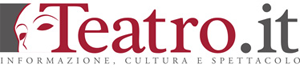 Teatro.it
INFORMAZIONE, CULTURA E SPETTACOLO